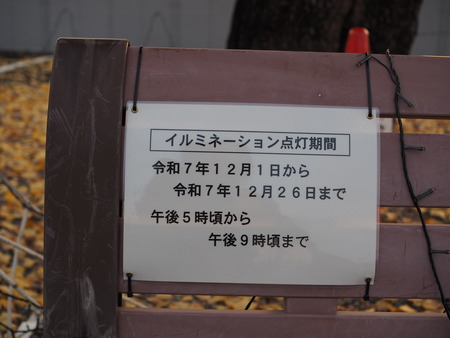 イルミネーション点灯期間
令和７年１２月１日から
令和７年１２月２６日まで
午後５時頃から
午後９時頃まで